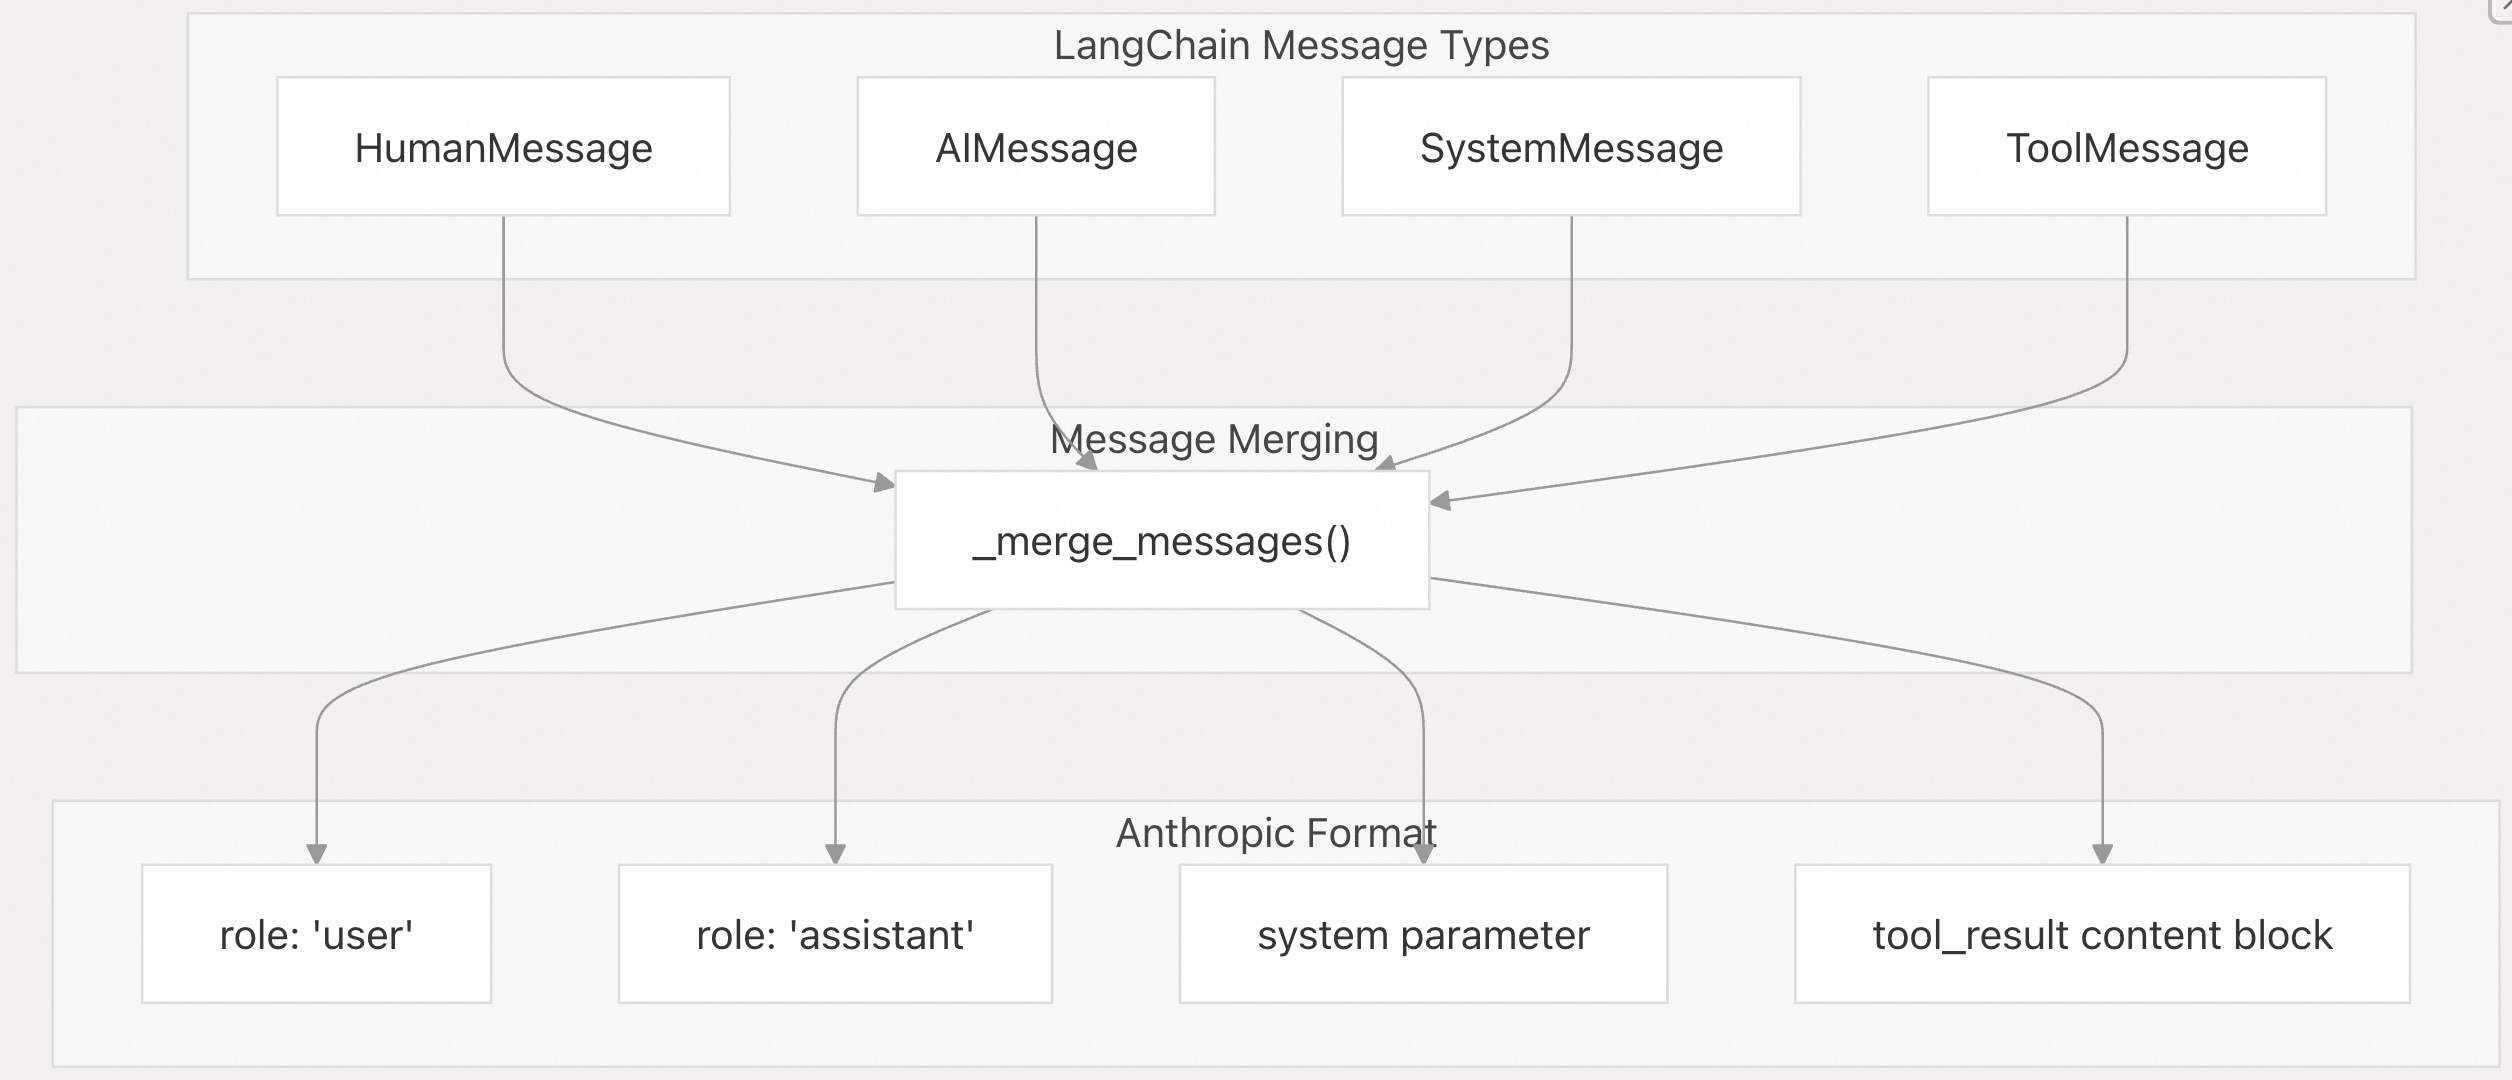 LangChain Message Types
HumanMessage
AIMessage
SystemMessage
ToolMessage
Message Merging
_merge_messages()
Anthropic Format
role: 'user'
role: 'assistant'
system parameter
tool_result content block